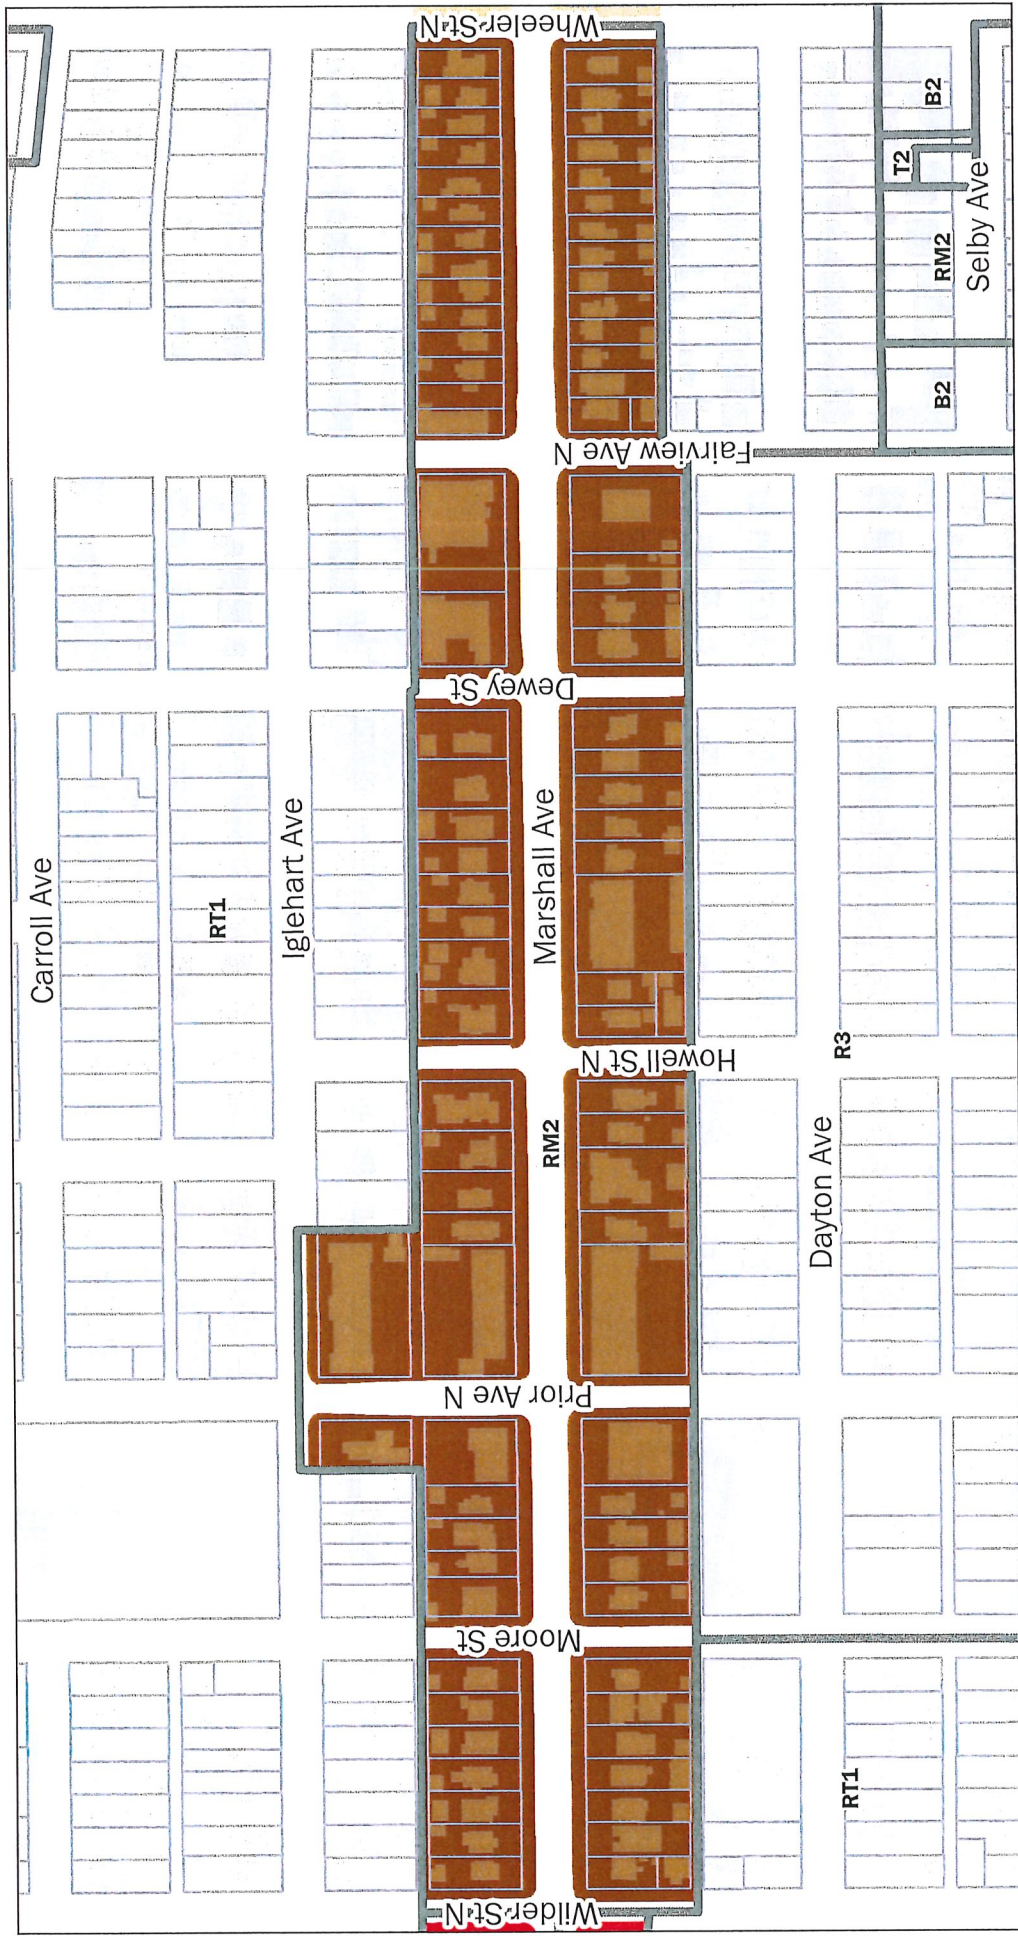 Carroll Ave
RT1
Iglehart Ave
Wheeler St N
Fairview Ave N
Dewey St
Marshall Ave
Howell St N
RM2
Prior Ave N
Moore St
Wilder St N
B2
T2
Selby Ave
RM2
B2
R3
Dayton Ave
RT1